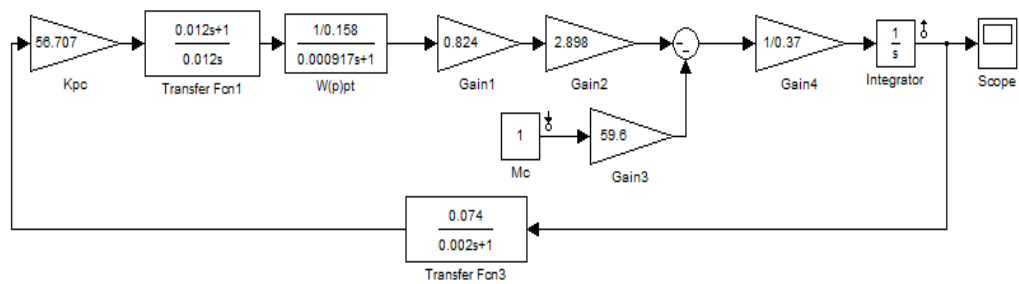 56.707
Kpc
0.012s+1
0.012s
Transfer Fcn1
1/0.158
0.000917s+1
W(p)pt
0.824
Gain1
2.898
Gain2
1/0.37
Gain4
1
s
Integrator
Scope
1
Mc
59.6
Gain3
0.074
0.002s+1
Transfer Fcn3